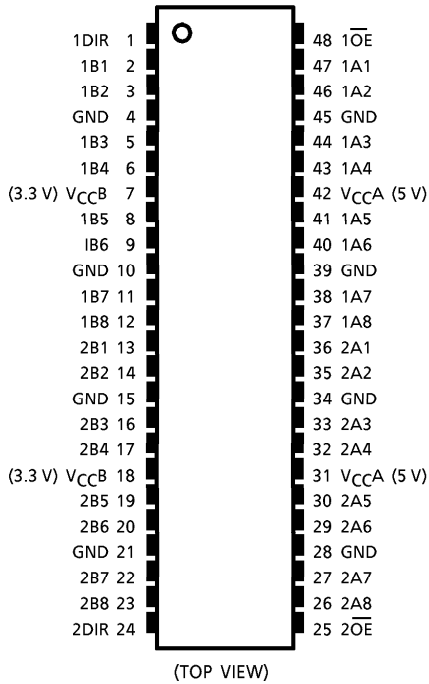 1DIR 1 48 1O̅E̅
1B1 2 47 1A1
1B2 3 46 1A2
GND 4 45 GND
1B3 5 44 1A3
1B4 6 43 1A4
(3.3 V) VCCB 7 42 VCCA (5 V)
1B5 8 41 1A5
IB6 9 40 1A6
GND 10 39 GND
1B7 11 38 1A7
1B8 12 37 1A8
2B1 13 36 2A1
2B2 14 35 2A2
GND 15 34 GND
2B3 16 33 2A3
2B4 17 32 2A4
(3.3 V) VCCB 18 31 VCCA (5 V)
2B5 19 30 2A5
2B6 20 29 2A6
GND 21 28 GND
2B7 22 27 2A7
2B8 23 26 2A8
2DIR 24 25 2O̅E̅
(TOP VIEW)